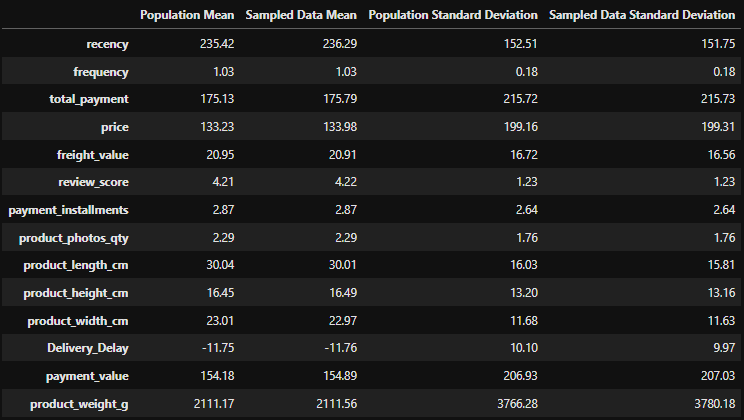 Population Mean Sampled Data Mean Population Standard Deviation Sampled Data Standard Deviation
recency 235.42 236.29 152.51 151.75
frequency 1.03 1.03 0.18 0.18
total_payment 175.13 175.79 215.72 215.73
price 133.23 133.98 199.16 199.31
freight_value 20.95 20.91 16.72 16.56
review_score 4.21 4.22 1.23 1.23
payment_installments 2.87 2.87 2.64 2.64
product_photos_qty 2.29 2.29 1.76 1.76
product_length_cm 30.04 30.01 16.03 15.81
product_height_cm 16.45 16.49 13.20 13.16
product_width_cm 23.01 22.97 11.68 11.63
Delivery_Delay -11.75 -11.76 10.10 9.97
payment_value 154.18 154.89 206.93 207.03
product_weight_g 2111.17 2111.56 3766.28 3780.18